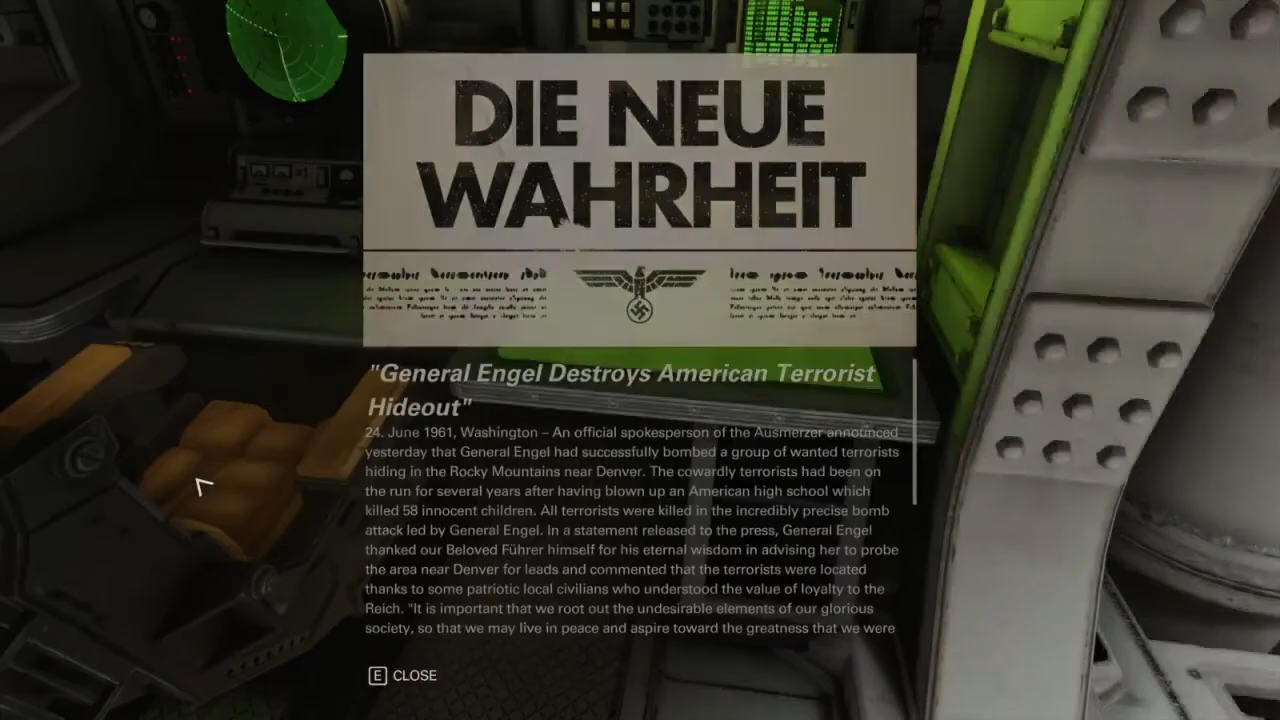 DIE NEUE
WAHRHEIT
"General Engel Destroys American Terrorist
Hideout"
24. June 1961, Washington – An official spokesperson of the Ausmerzer announced
yesterday that General Engel had successfully bombed a group of wanted terrorists
hiding in the Rocky Mountains near Denver. The cowardly terrorists had been on
the run for several years after having blown up an American high school which
killed 58 innocent children. All terrorists were killed in the incredibly precise bomb
attack led by General Engel. In a statement released to the press, General Engel
thanked our Beloved Führer himself for his eternal wisdom in advising her to probe
the area near Denver for leads and commented that the terrorists were located
thanks to some patriotic local civilians who understood the value of loyalty to the
Reich. "It is important that we root out the undesirable elements of our glorious
society, so that we may live in peace and aspire toward the greatness that we were
E CLOSE